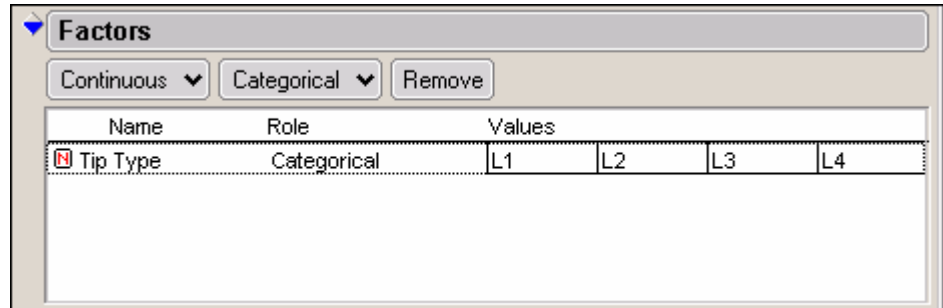 Factors
Continuous Categorical Remove
Name Role Values
N Tip Type Categorical L1 L2 L3 L4